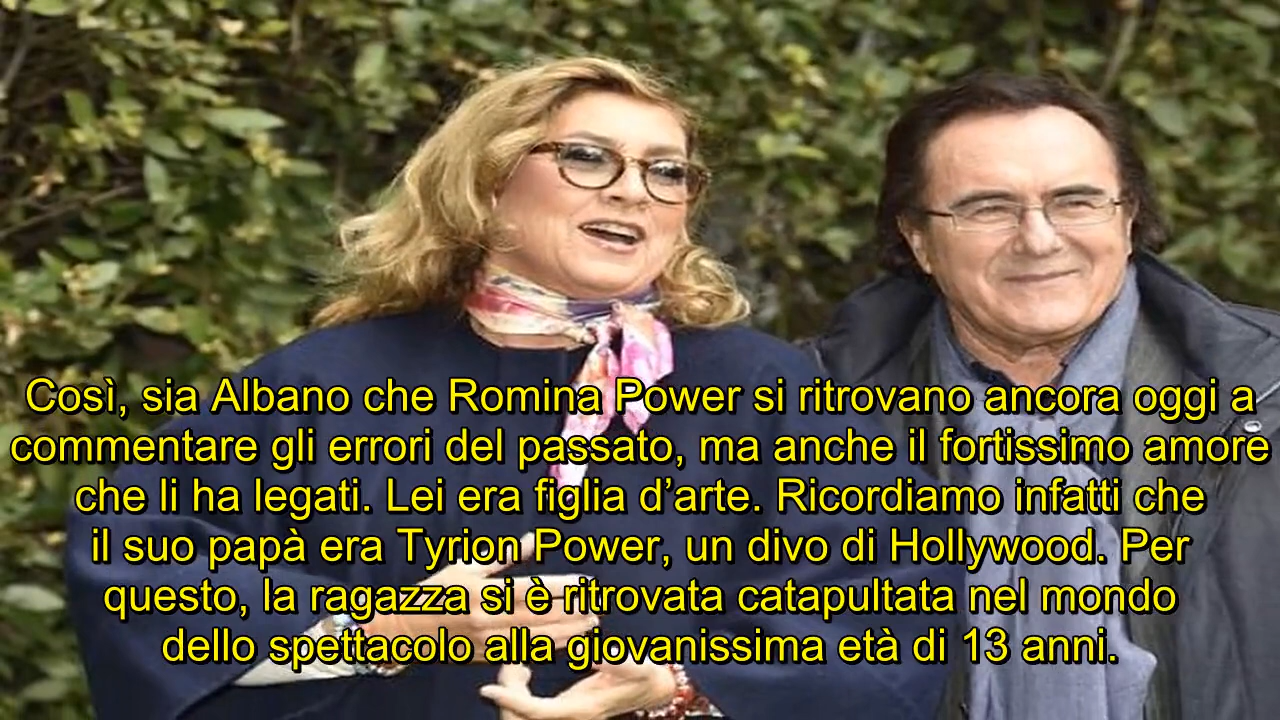 Così, sia Albano che Romina Power si ritrovano ancora oggi a
commentare gli errori del passato, ma anche il fortissimo amore
che li ha legati. Lei era figlia d’arte. Ricordiamo infatti che
il suo papà era Tyrion Power, un divo di Hollywood. Per
questo, la ragazza si è ritrovata catapultata nel mondo
dello spettacolo alla giovanissima età di 13 anni.